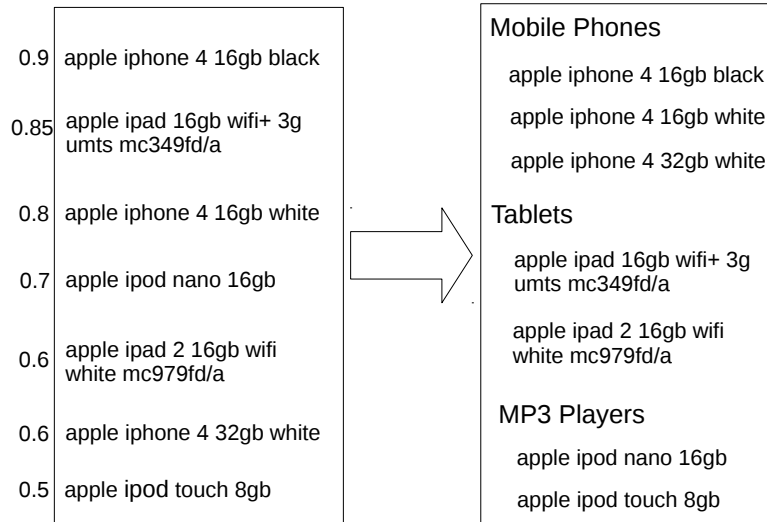 0.9 apple iphone 4 16gb black
0.85 apple ipad 16gb wifi+ 3g
umts mc349fd/a
0.8 apple iphone 4 16gb white
0.7 apple ipod nano 16gb
0.6 apple ipad 2 16gb wifi
white mc979fd/a
0.6 apple iphone 4 32gb white
0.5 apple ipod touch 8gb
Mobile Phones
apple iphone 4 16gb black
apple iphone 4 16gb white
apple iphone 4 32gb white
Tablets
apple ipad 16gb wifi+ 3g
umts mc349fd/a
apple ipad 2 16gb wifi
white mc979fd/a
MP3 Players
apple ipod nano 16gb
apple ipod touch 8gb